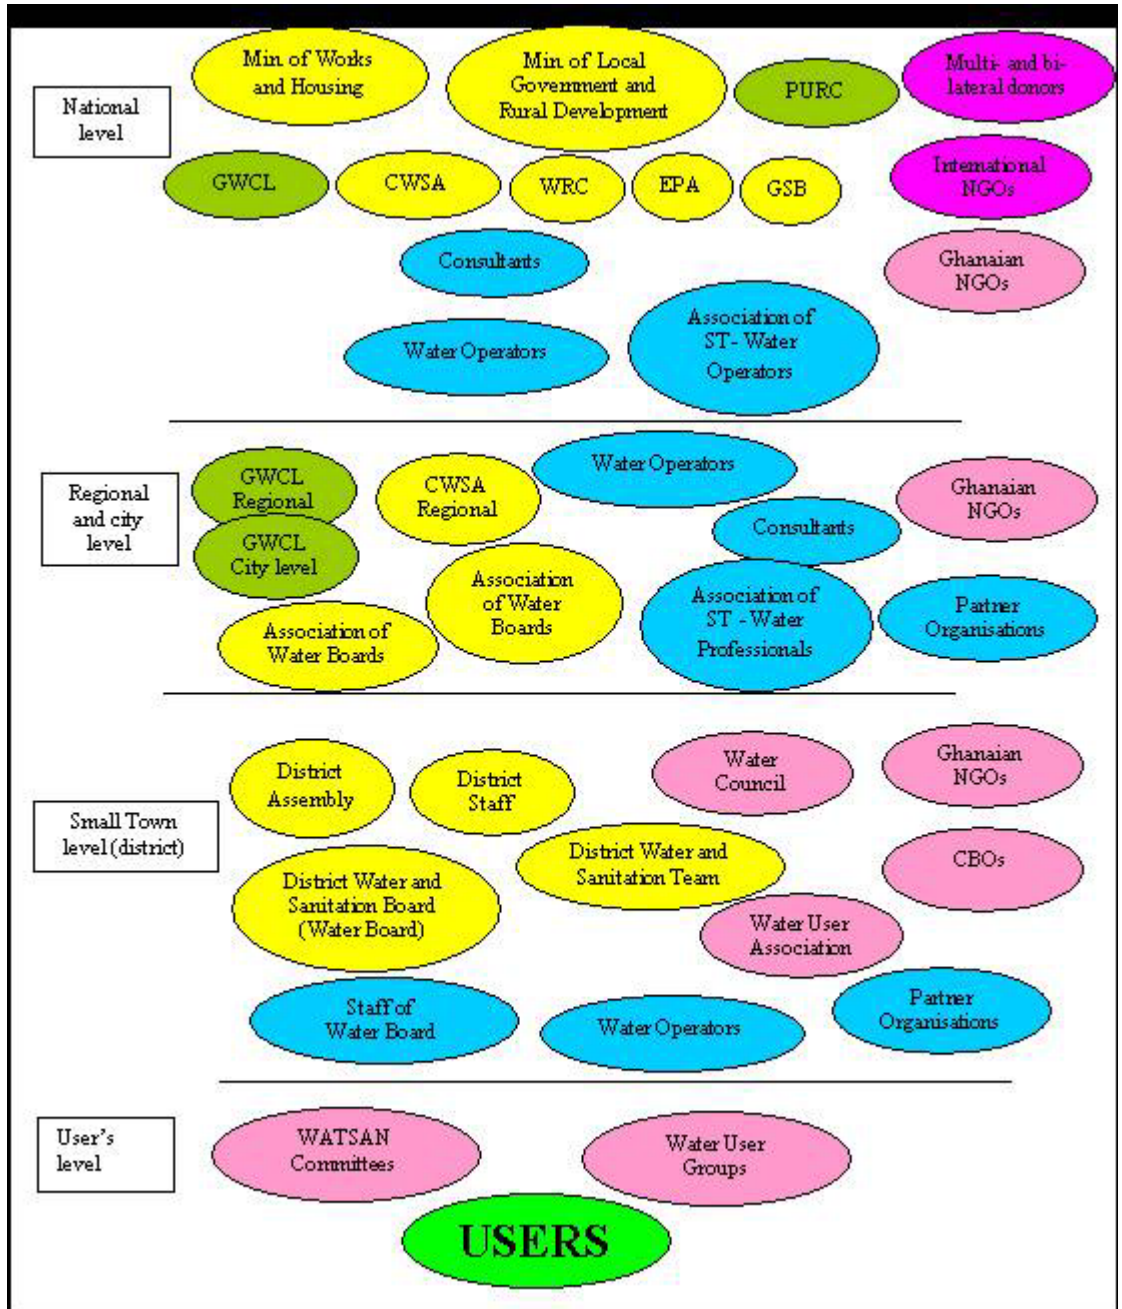 National
level
Min. of Works
and Housing
Min. of Local
Government and
Rural Development
PURC
Multi- and bi-
lateral donors
GWCL
CWSA
WRC
EPA
GSB
International
NGOs
Consultants
Ghanaian
NGOs
Water Operators
Association of
ST- Water
Operators
Regional
and city
level
GWCL
Regional
GWCL
City level
CWSA
Regional
Water Operators
Consultants
Ghanaian
NGOs
Association of
Water Boards
Association
of Water
Boards
Association of
ST - Water
Professionals
Partner
Organisations
Small Town
level (district)
District
Assembly
District
Staff
Water
Council
Ghanaian
NGOs
District Water and
Sanitation Board
(Water Board)
District Water and
Sanitation Team
CBOs
Water User
Association
Staff of
Water Board
Water Operators
Partner
Organisations
User's
level
WATSAN
Committees
Water User
Groups
USERS